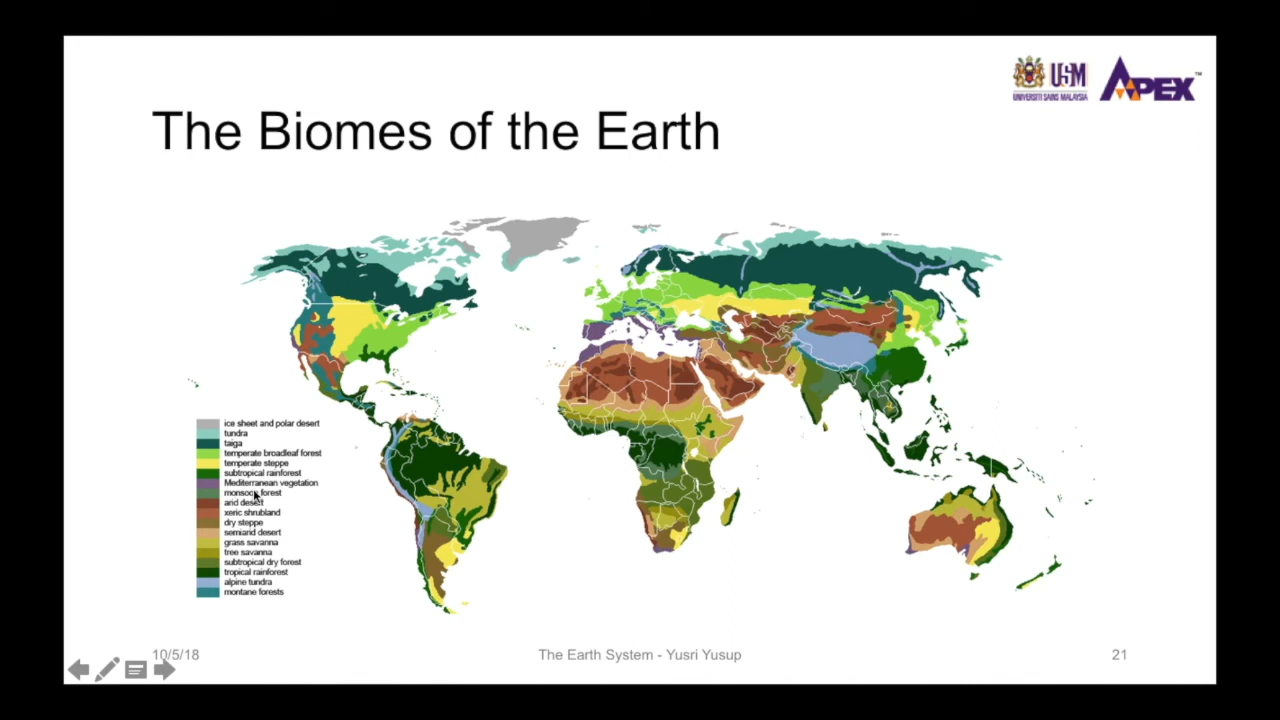 USM
UNIVERSITI SAINS MALAYSIA
APEX™
The Biomes of the Earth
ice sheet and polar desert
tundra
taiga
temperate broadleaf forest
temperate steppe
subtropical rainforest
Mediterranean vegetation
monsoon forest
arid desert
xeric shrubland
dry steppe
semiarid desert
grass savanna
tree savanna
subtropical dry forest
tropical rainforest
alpine tundra
montane forests
10/5/18
The Earth System - Yusri Yusup
21